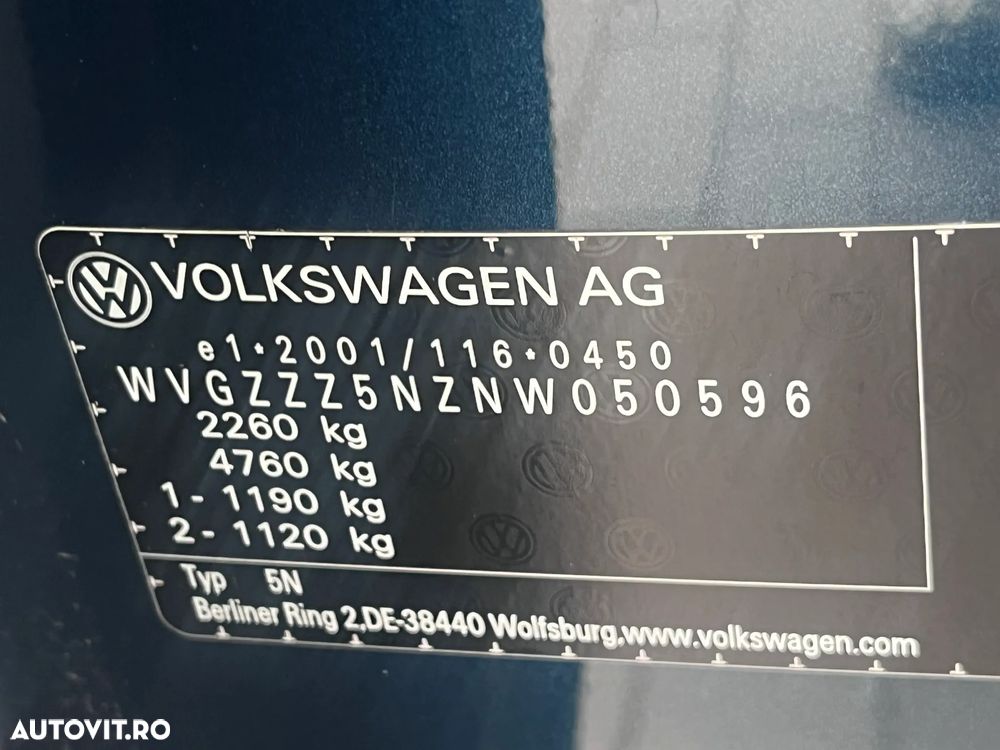 VOLKSWAGEN AG
e1*2001/116*0450
WVGZZZ5NZNW050596
2260 kg
4760 kg
1- 1190 kg
2- 1120 kg
Typ 5N
Berliner Ring 2,DE-38440 Wolfsburg,www.volkswagen.com
AUTOVIT.RO